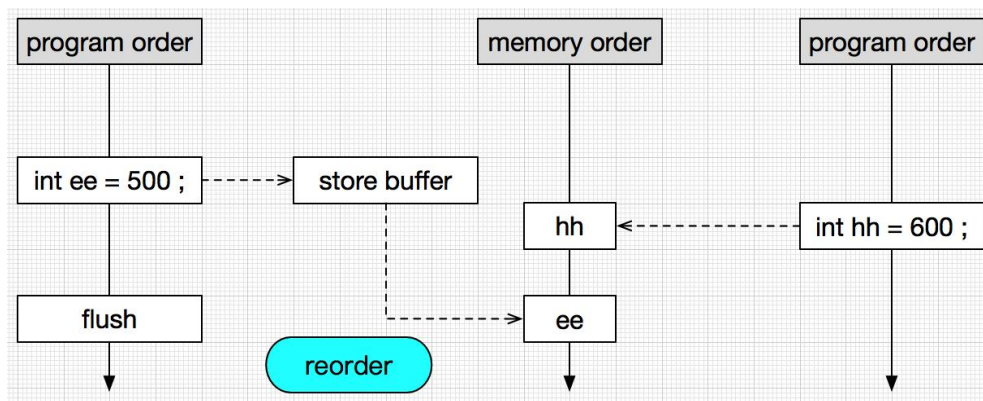 program order
memory order
program order
int ee = 500 ;
store buffer
hh
int hh = 600 ;
flush
ee
reorder